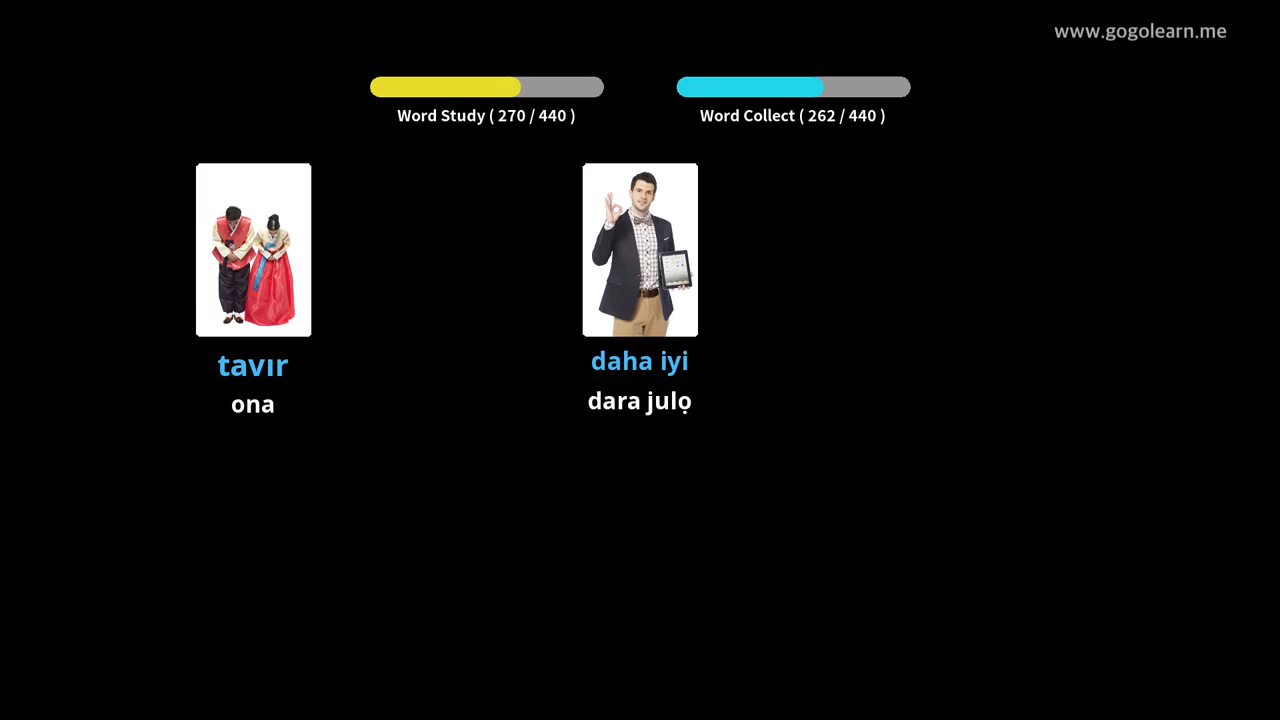 www.gogolearn.me
Word Study ( 270 / 440 )
Word Collect ( 262 / 440 )
tavır
ona
daha iyi
dara julọ